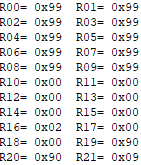 R00= 0x99 R01= 0x99
R02= 0x99 R03= 0x99
R04= 0x99 R05= 0x99
R06= 0x99 R07= 0x99
R08= 0x99 R09= 0x99
R10= 0x00 R11= 0x00
R12= 0x00 R13= 0x00
R14= 0x00 R15= 0x00
R16= 0x02 R17= 0x00
R18= 0x00 R19= 0x90
R20= 0x90 R21= 0x09